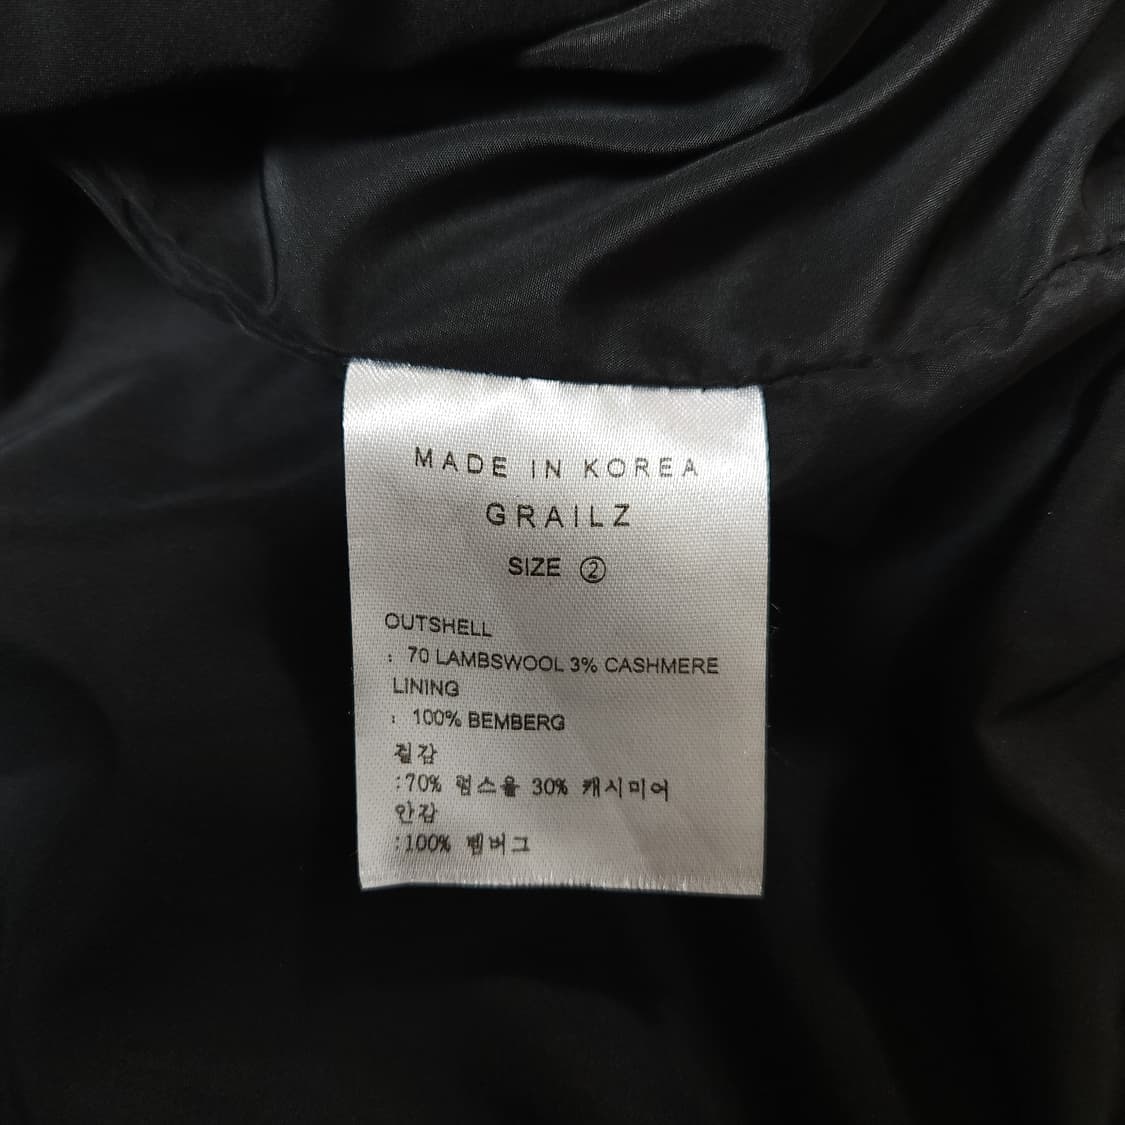 MADE IN KOREA
GRAILZ
SIZE ②
OUTSHELL
: 70 LAMBSWOOL 3% CASHMERE
LINING
: 100% BEMBERG
겉감
:70% 램스울 30% 캐시미어
안감
:100% 벰버그